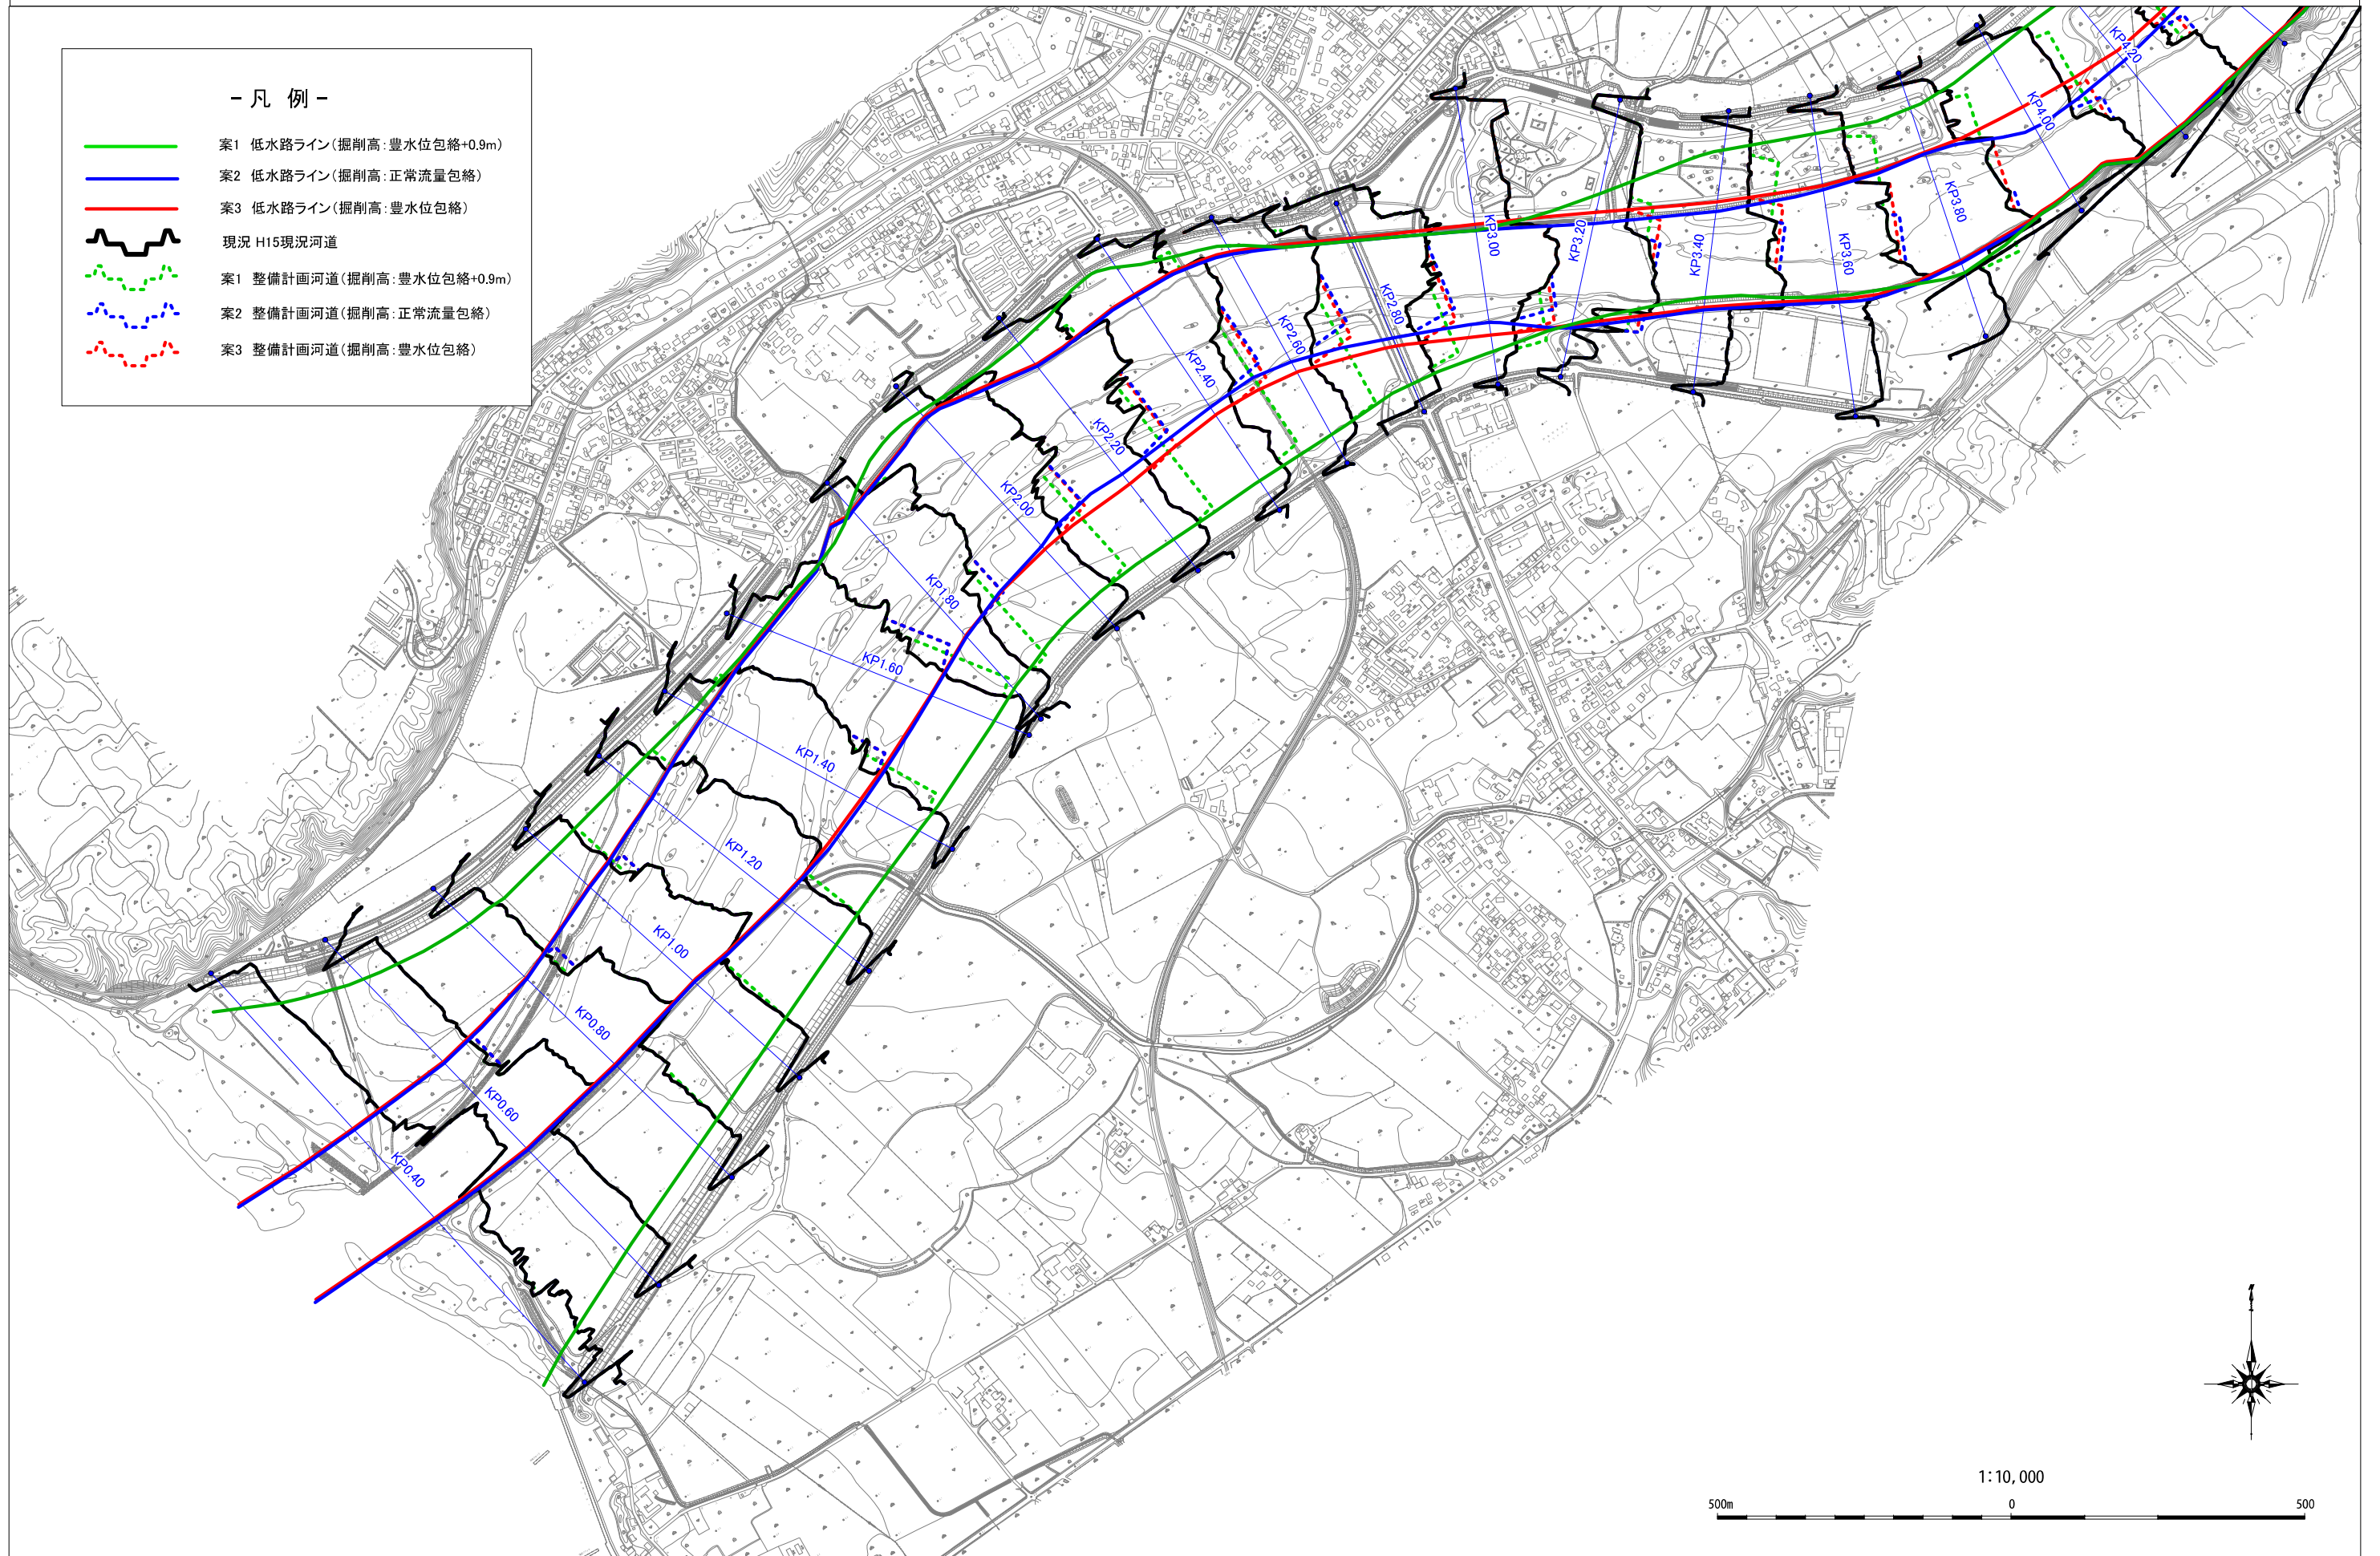 - 凡 例 -
案1 低水路ライン(掘削高:豊水位包絡+0.9m)
案2 低水路ライン(掘削高:正常流量包絡)
案3 低水路ライン(掘削高:豊水位包絡)
現況 H15現況河道
案1 整備計画河道(掘削高:豊水位包絡+0.9m)
案2 整備計画河道(掘削高:正常流量包絡)
案3 整備計画河道(掘削高:豊水位包絡)
KP4.20
KP4.00
KP3.80
KP3.60
KP3.40
KP3.20
KP3.00
KP2.80
KP2.60
KP2.40
KP2.20
KP2.00
KP1.80
KP1.60
KP1.40
KP1.20
KP1.00
KP0.80
KP0.60
KP0.40
1:10,000
500m 0 500